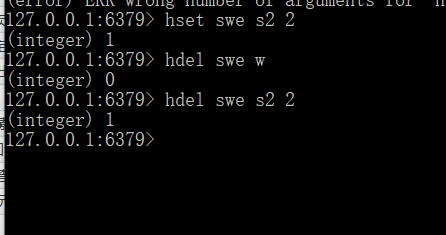 (error) ERR wrong number of arguments for 'h
127.0.0.1:6379> hset swe s2 2
(integer) 1
127.0.0.1:6379> hdel swe w
(integer) 0
127.0.0.1:6379> hdel swe s2 2
(integer) 1
127.0.0.1:6379>